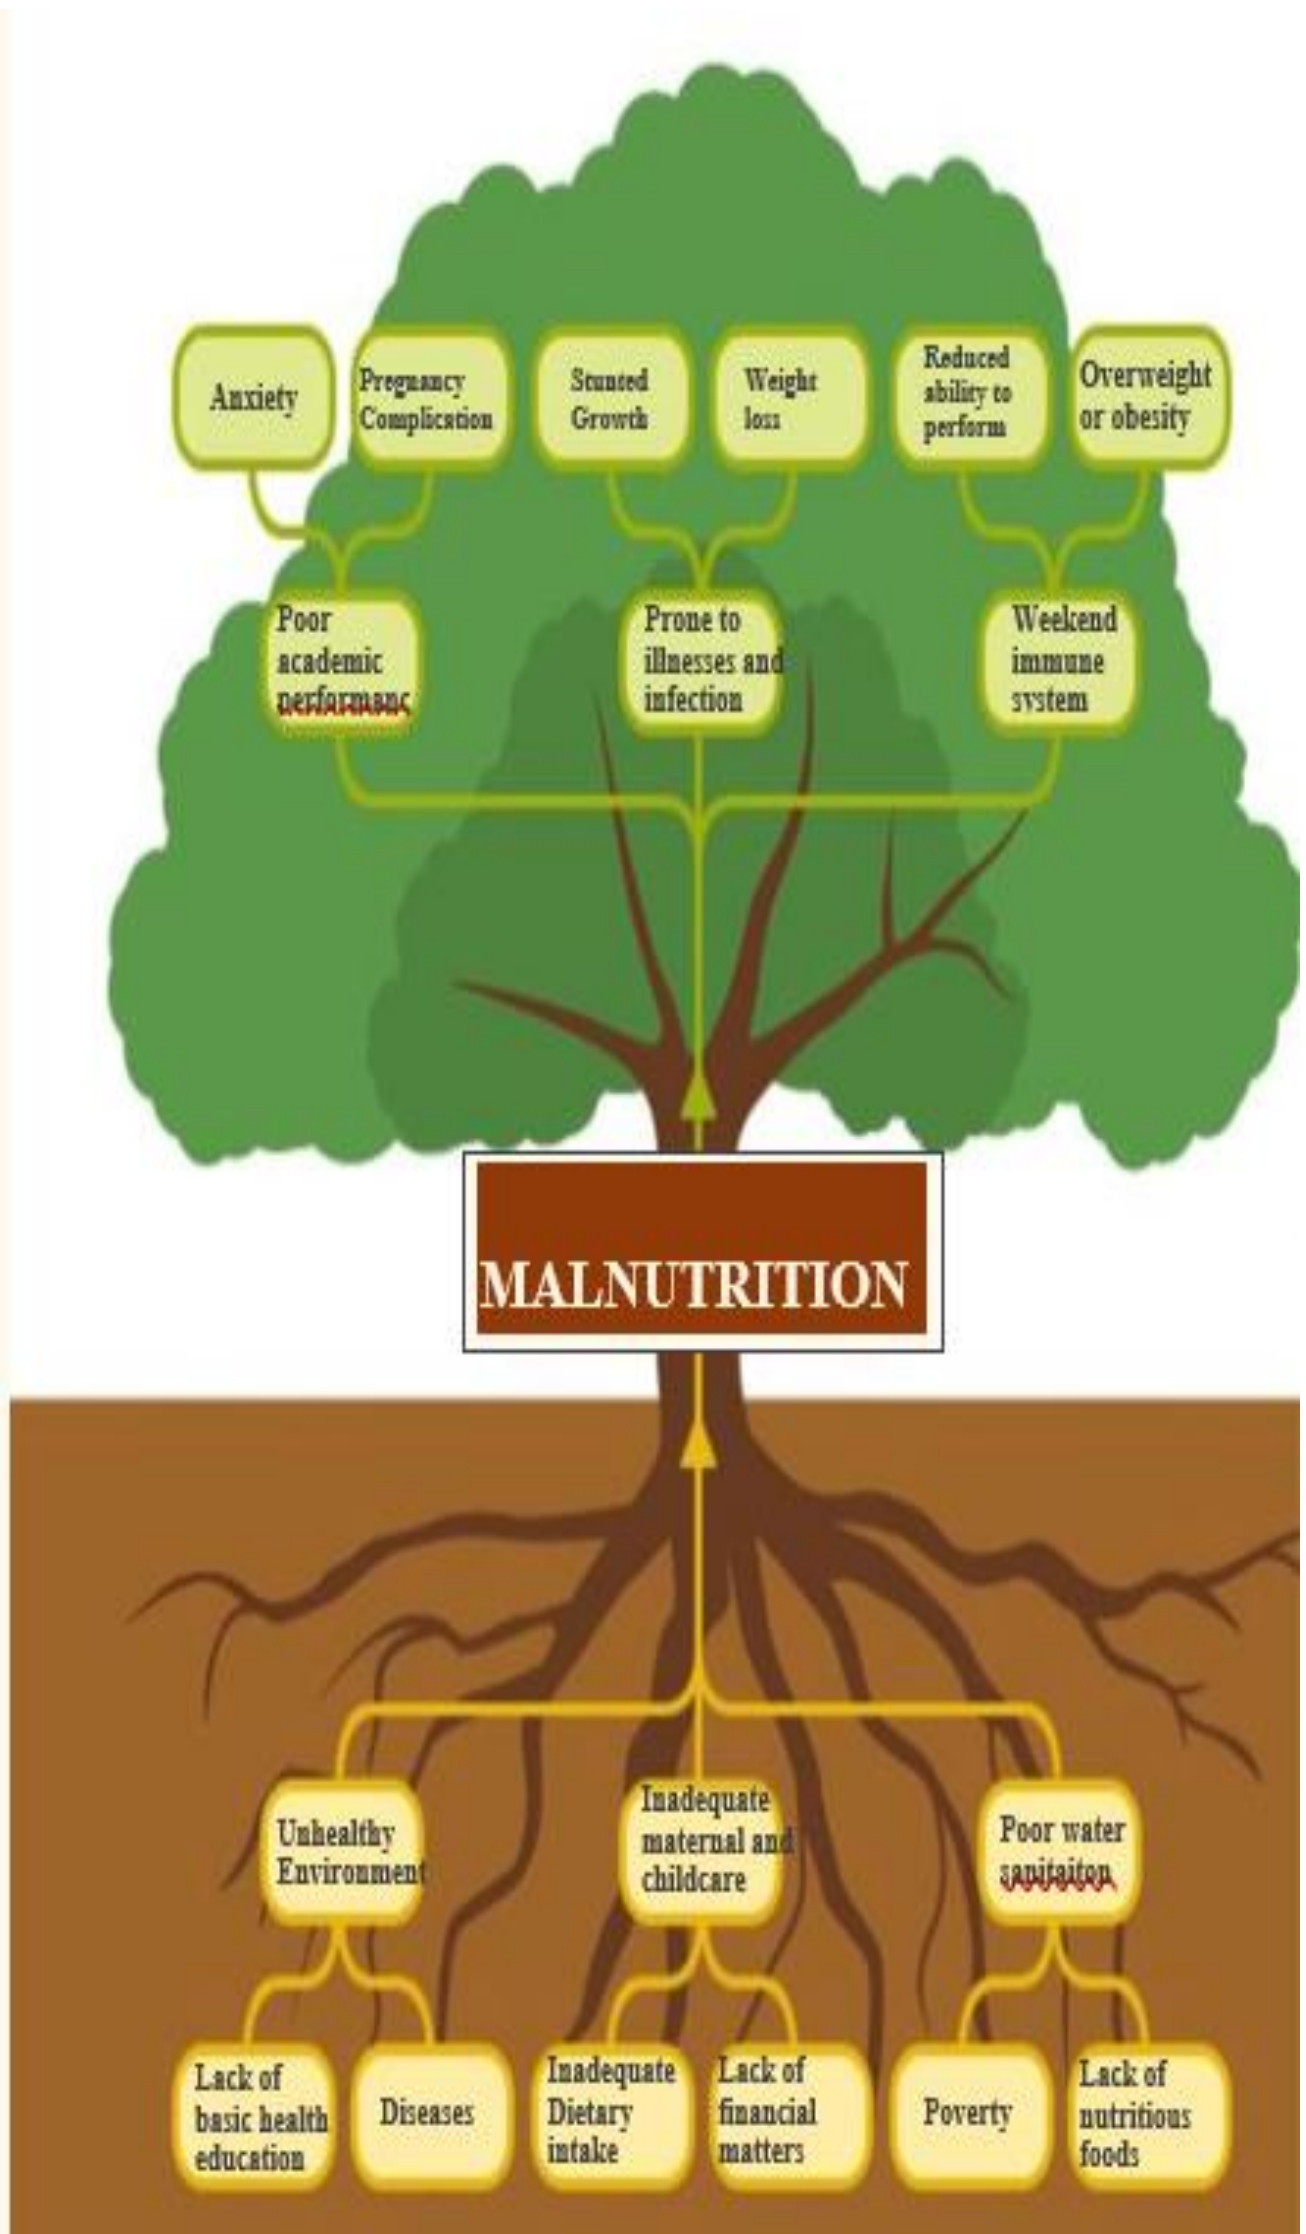 Anxiety
Pregnancy
Complication
Stunted
Growth
Weight
loss
Reduced
ability to
perform
Overweight
or obesity
Poor
academic
performanc
Prone to
illnesses and
infection
Weekend
immune
system
MALNUTRITION
Unhealthy
Environment
Inadequate
maternal and
childcare
Poor water
sanitaiton
Lack of
basic health
education
Diseases
Inadequate
Dietary
intake
Lack of
financial
matters
Poverty
Lack of
nutritious
foods